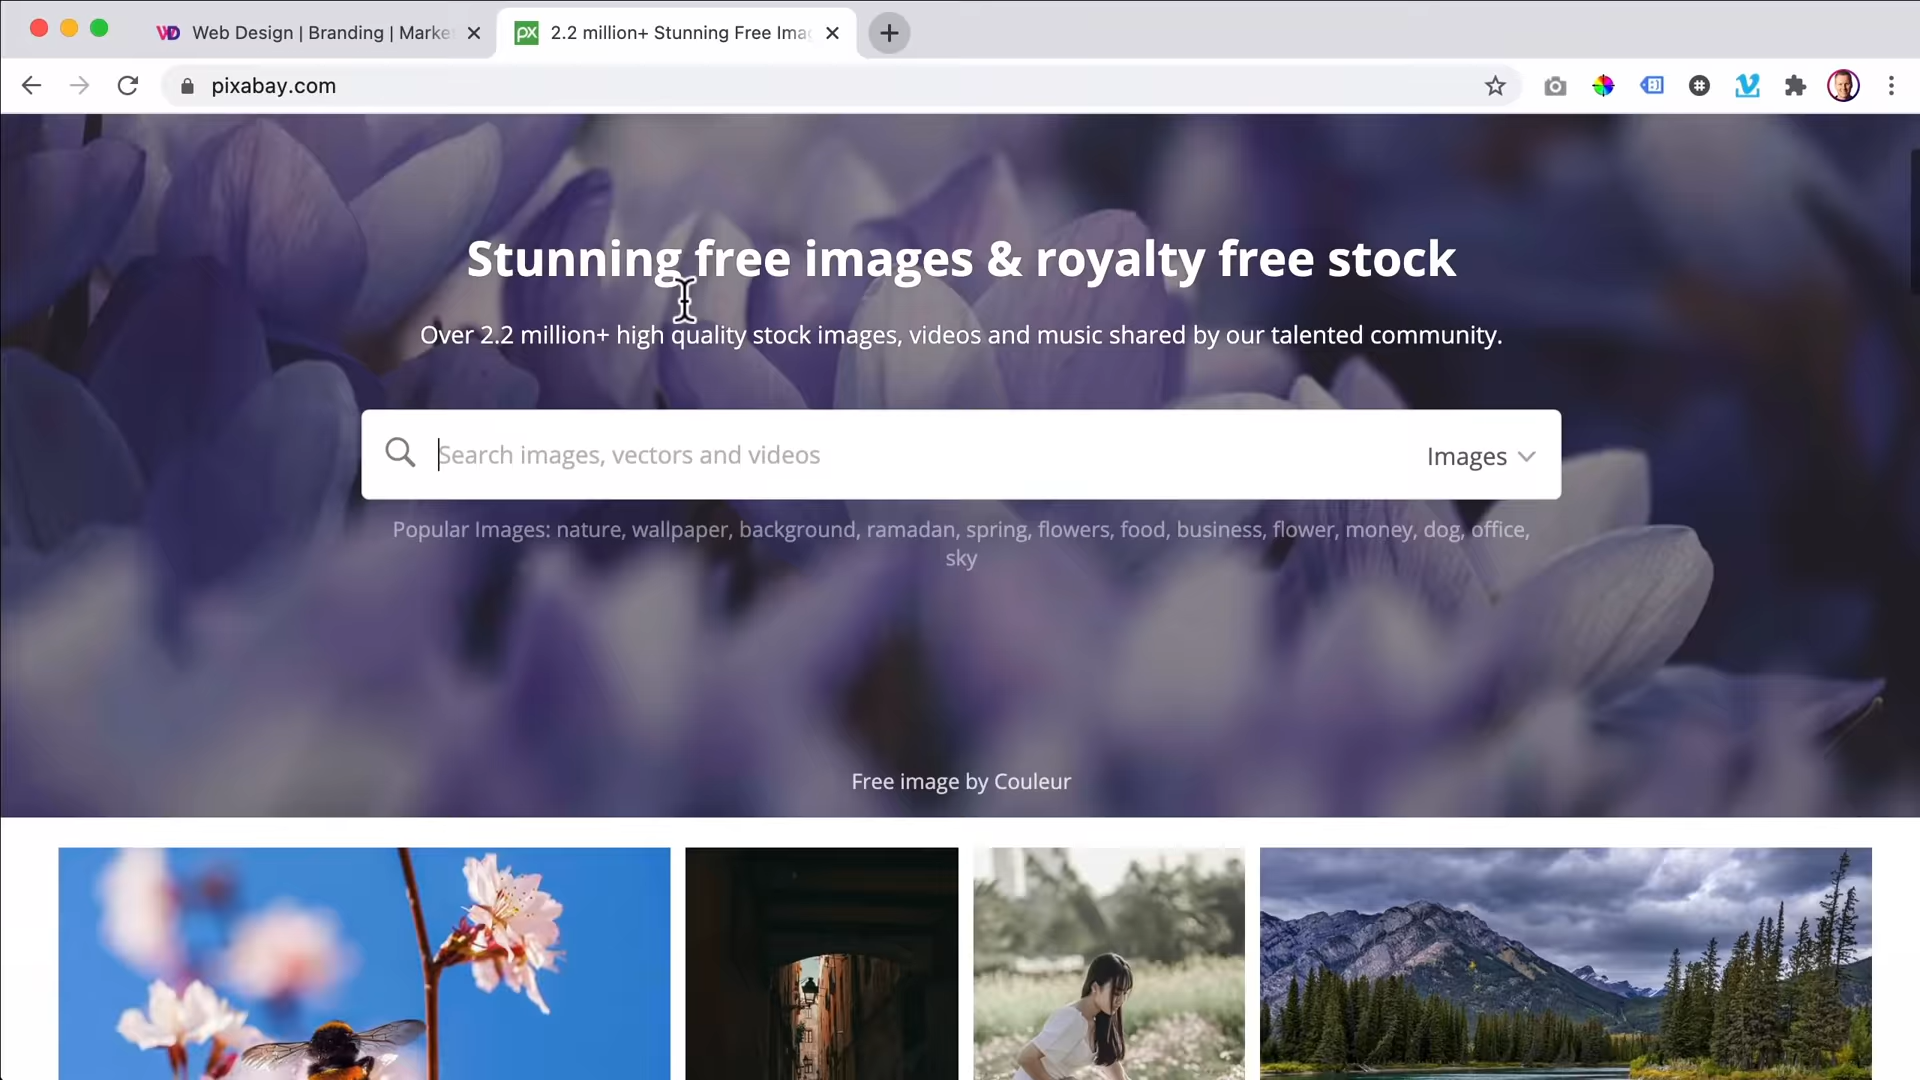 Web Design | Branding | Marke
2.2 million+ Stunning Free Ima
pixabay.com
Stunning free images & royalty free stock
Over 2.2 million+ high quality stock images, videos and music shared by our talented community.
Search images, vectors and videos
Images
Popular Images: nature, wallpaper, background, ramadan, spring, flowers, food, business, flower, money, dog, office,
sky
Free image by Couleur